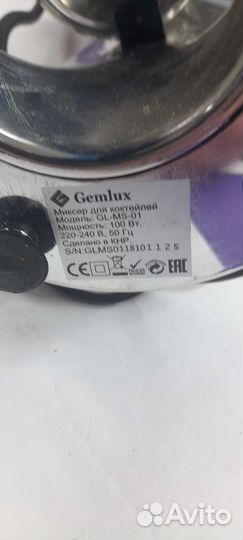 Gemlux
Миксер для коктейлей
Модель: GL-MS-01
Мощность: 100 Вт.
220-240 В, 50 Гц
Сделано в КНР.
S/N:GLMS0118101 1 2 5
CE
EAC
Avito